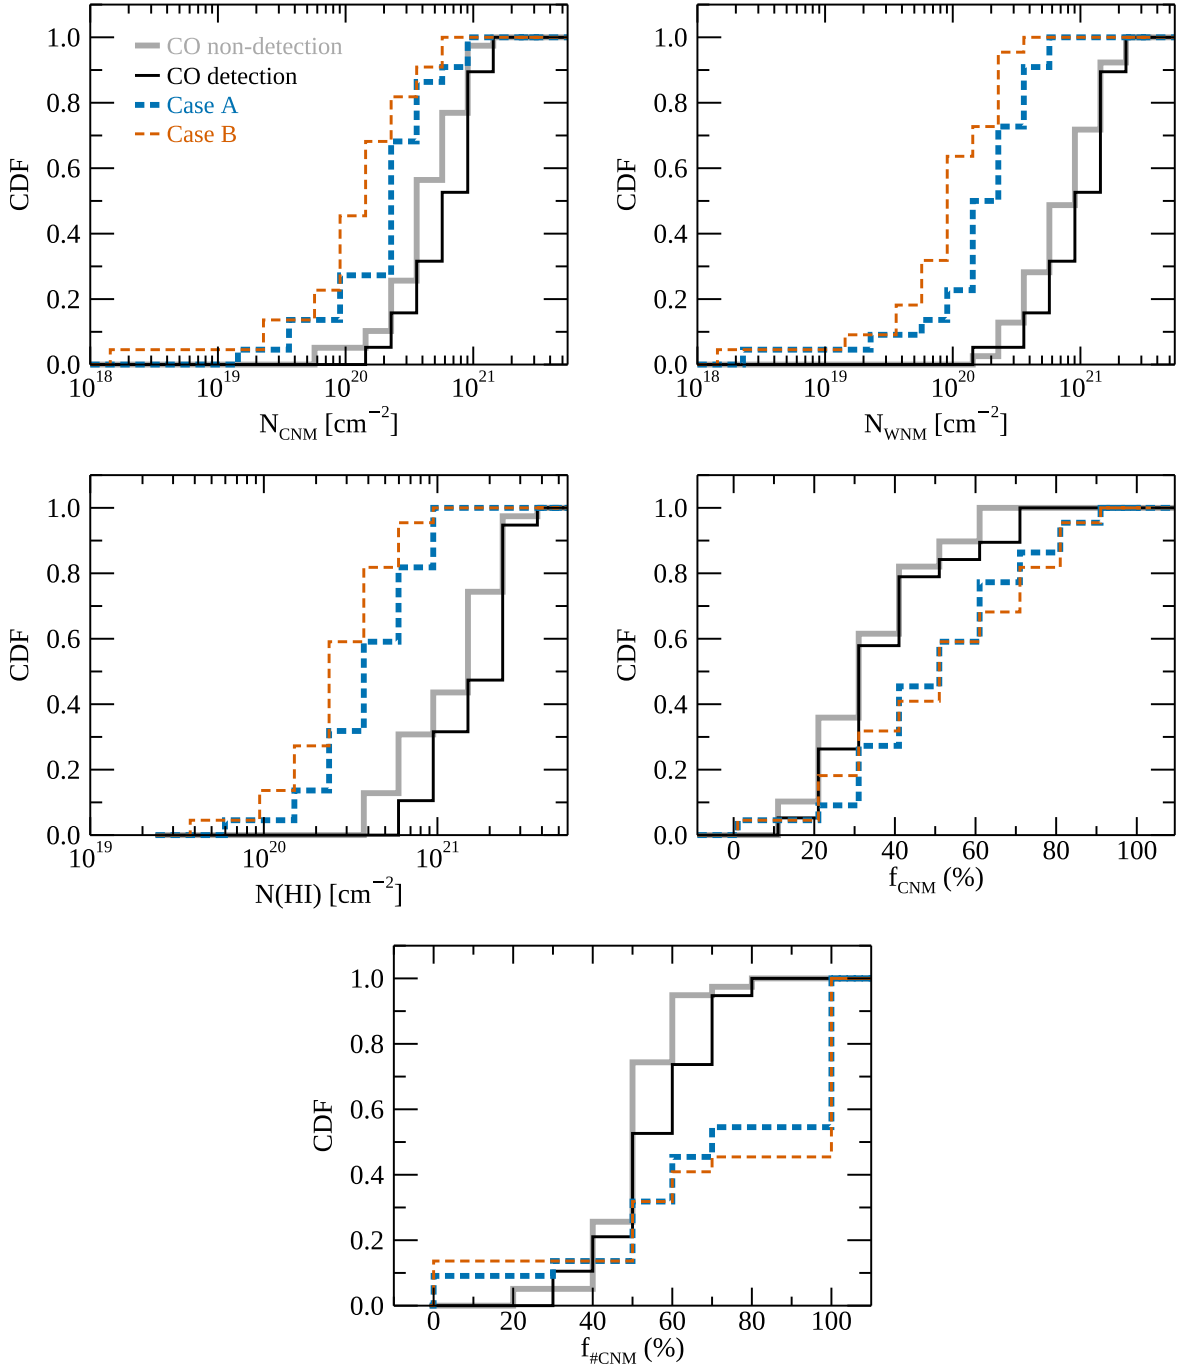 1.0
0.8
0.6
0.4
0.2
0.0
CDF
CO non-detection
CO detection
Case A
Case B
10^18 10^19 10^20 10^21
N_CNM [cm^−2]
1.0
0.8
0.6
0.4
0.2
0.0
CDF
10^18 10^19 10^20 10^21
N_WNM [cm^−2]
1.0
0.8
0.6
0.4
0.2
0.0
CDF
10^19 10^20 10^21
N(HI) [cm^−2]
1.0
0.8
0.6
0.4
0.2
0.0
CDF
0 20 40 60 80 100
f_CNM (%)
1.0
0.8
0.6
0.4
0.2
0.0
CDF
0 20 40 60 80 100
f_#CNM (%)